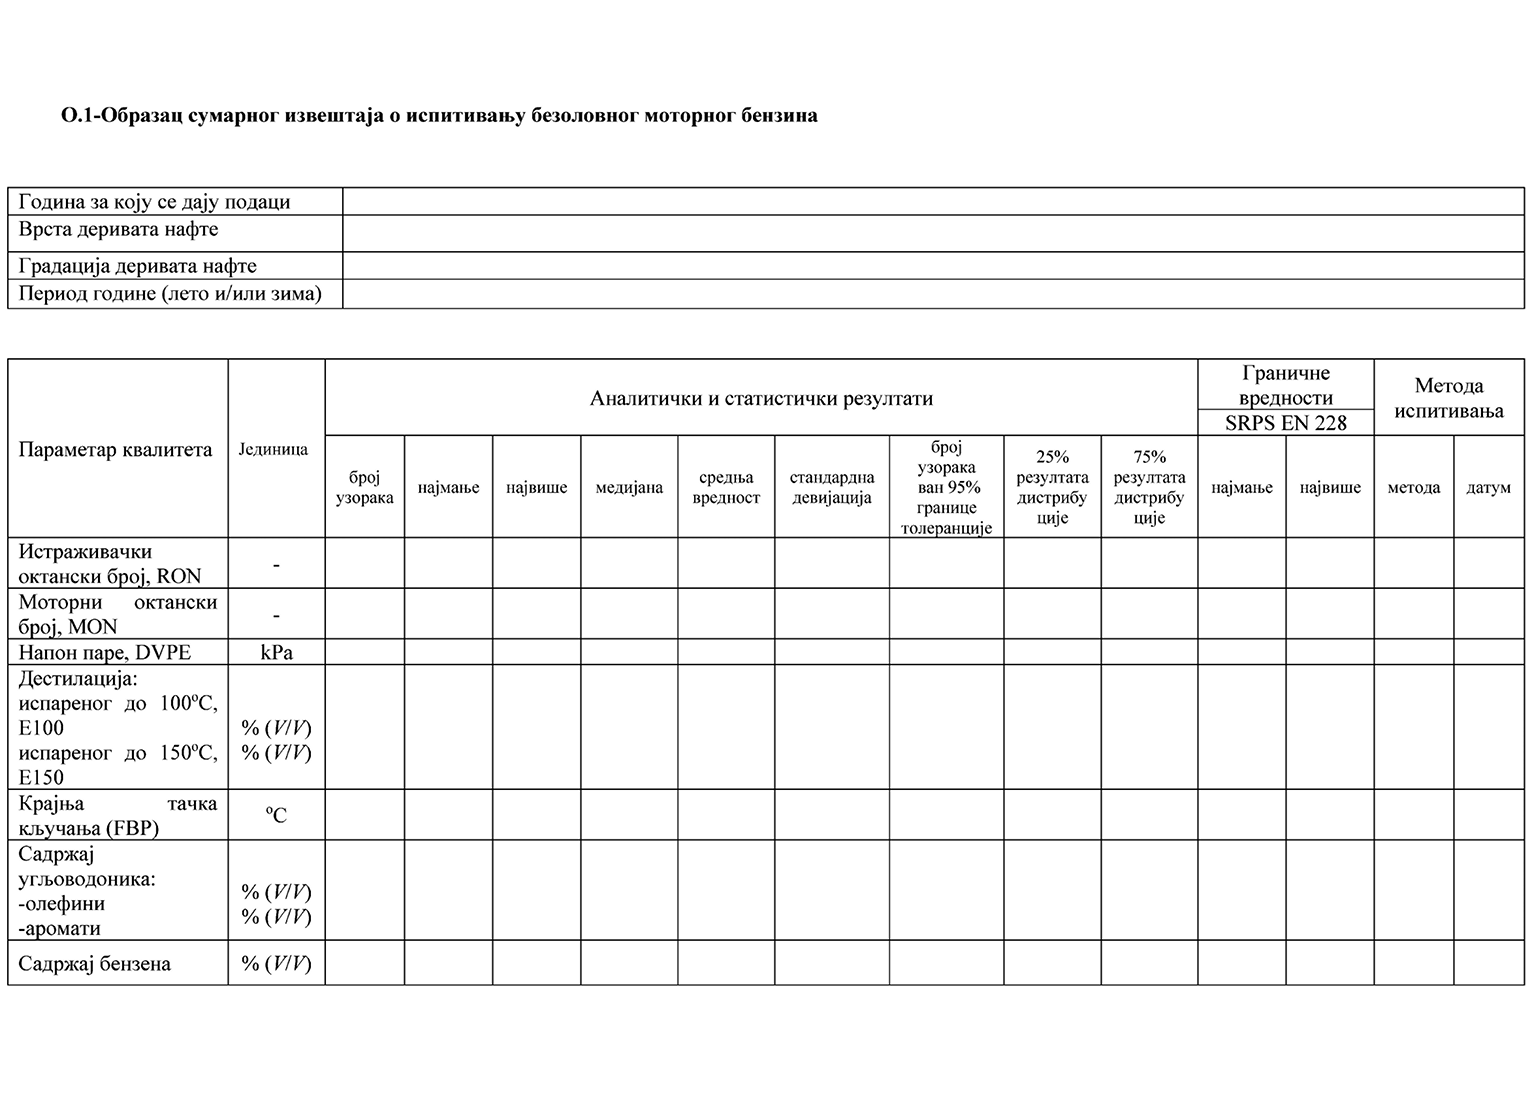 О.1-Образац сумарног извештаја о испитивању безоловног моторног бензина
Година за коју се дају подаци
Врста деривата нафте
Градација деривата нафте
Период године (лето и/или зима)
Параметар квалитета
Јединица
Аналитички и статистички резултати
Граничне
вредности
SRPS EN 228
Метода
испитивања
број
узорака
најмање
највише
медијана
средња
вредност
стандардна
девијација
број
узорака
ван 95%
границе
толеранције
25%
резултата
дистрибу
ције
75%
резултата
дистрибу
ције
најмање
највише
метода
датум
Истраживачки
октански број, RON
-
Моторни октански
број, MON
-
Напон паре, DVPE
kPa
Дестилација:
испареног до 100ºC,
E100
испареног до 150ºC,
E150
% (V/V)
% (V/V)
Крајња тачка
кључања (FBP)
ºC
Садржај
угљоводоника:
-олефини
-аромати
% (V/V)
% (V/V)
Садржај бензена
% (V/V)